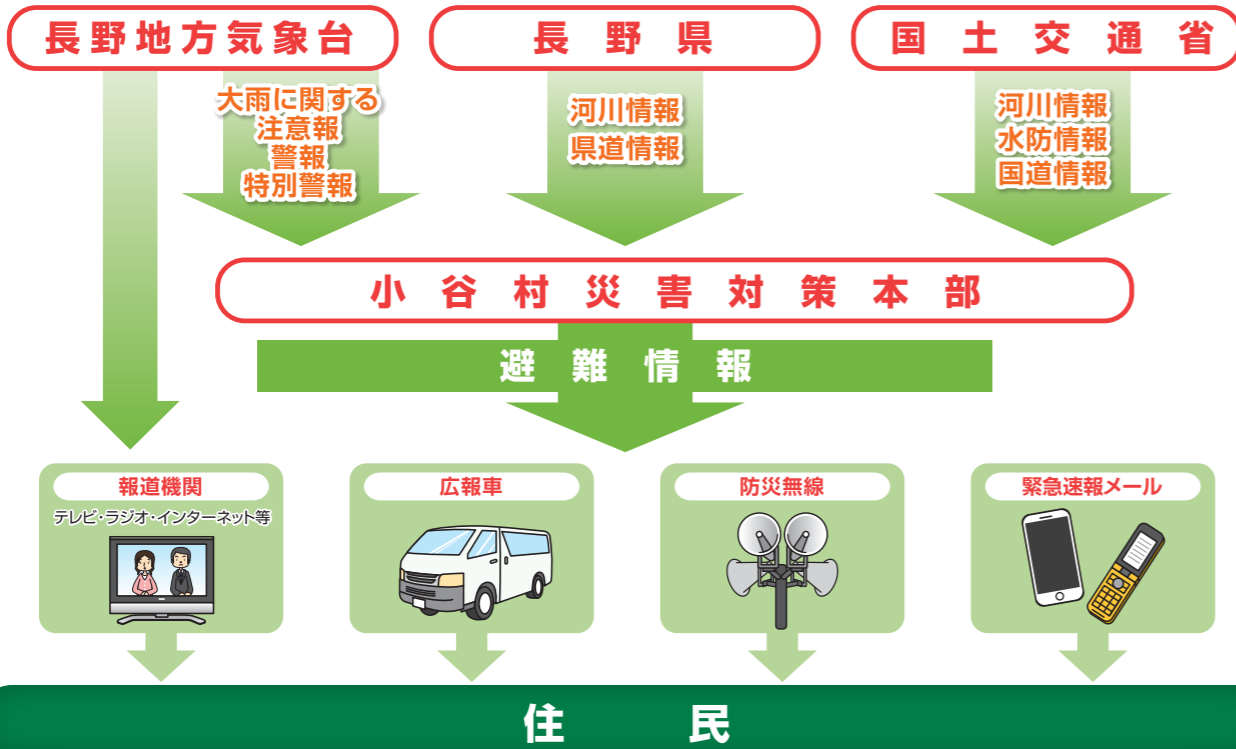 長野地方気象台
長野県
国土交通省
大雨に関する
注意報
警報
特別警報
河川情報
県道情報
河川情報
水防情報
国道情報
小谷村災害対策本部
避難情報
報道機関
テレビ・ラジオ・インターネット等
広報車
防災無線
緊急速報メール
住民